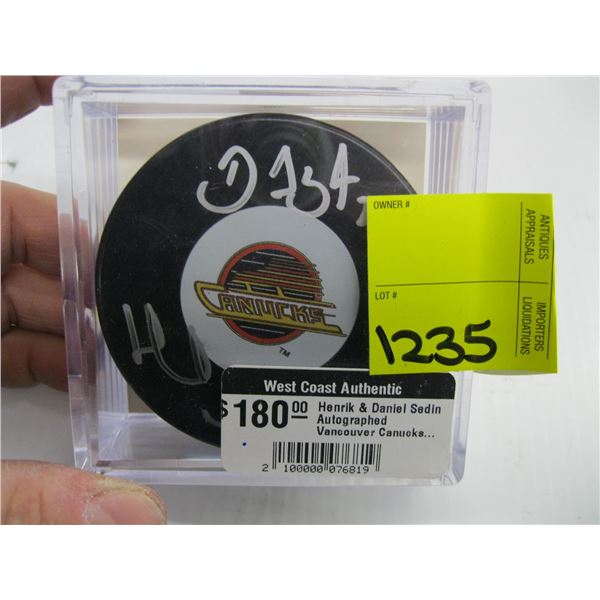 CANUCKS
TM
OWNER #
ANTIQUES
APPRAISALS
IMPORTERS
LIQUIDATIONS
LOT #
1235
West Coast Authentic
$180.00
Henrik & Daniel Sedin
Autographed
Vancouver Canucks...
2 100000 076819